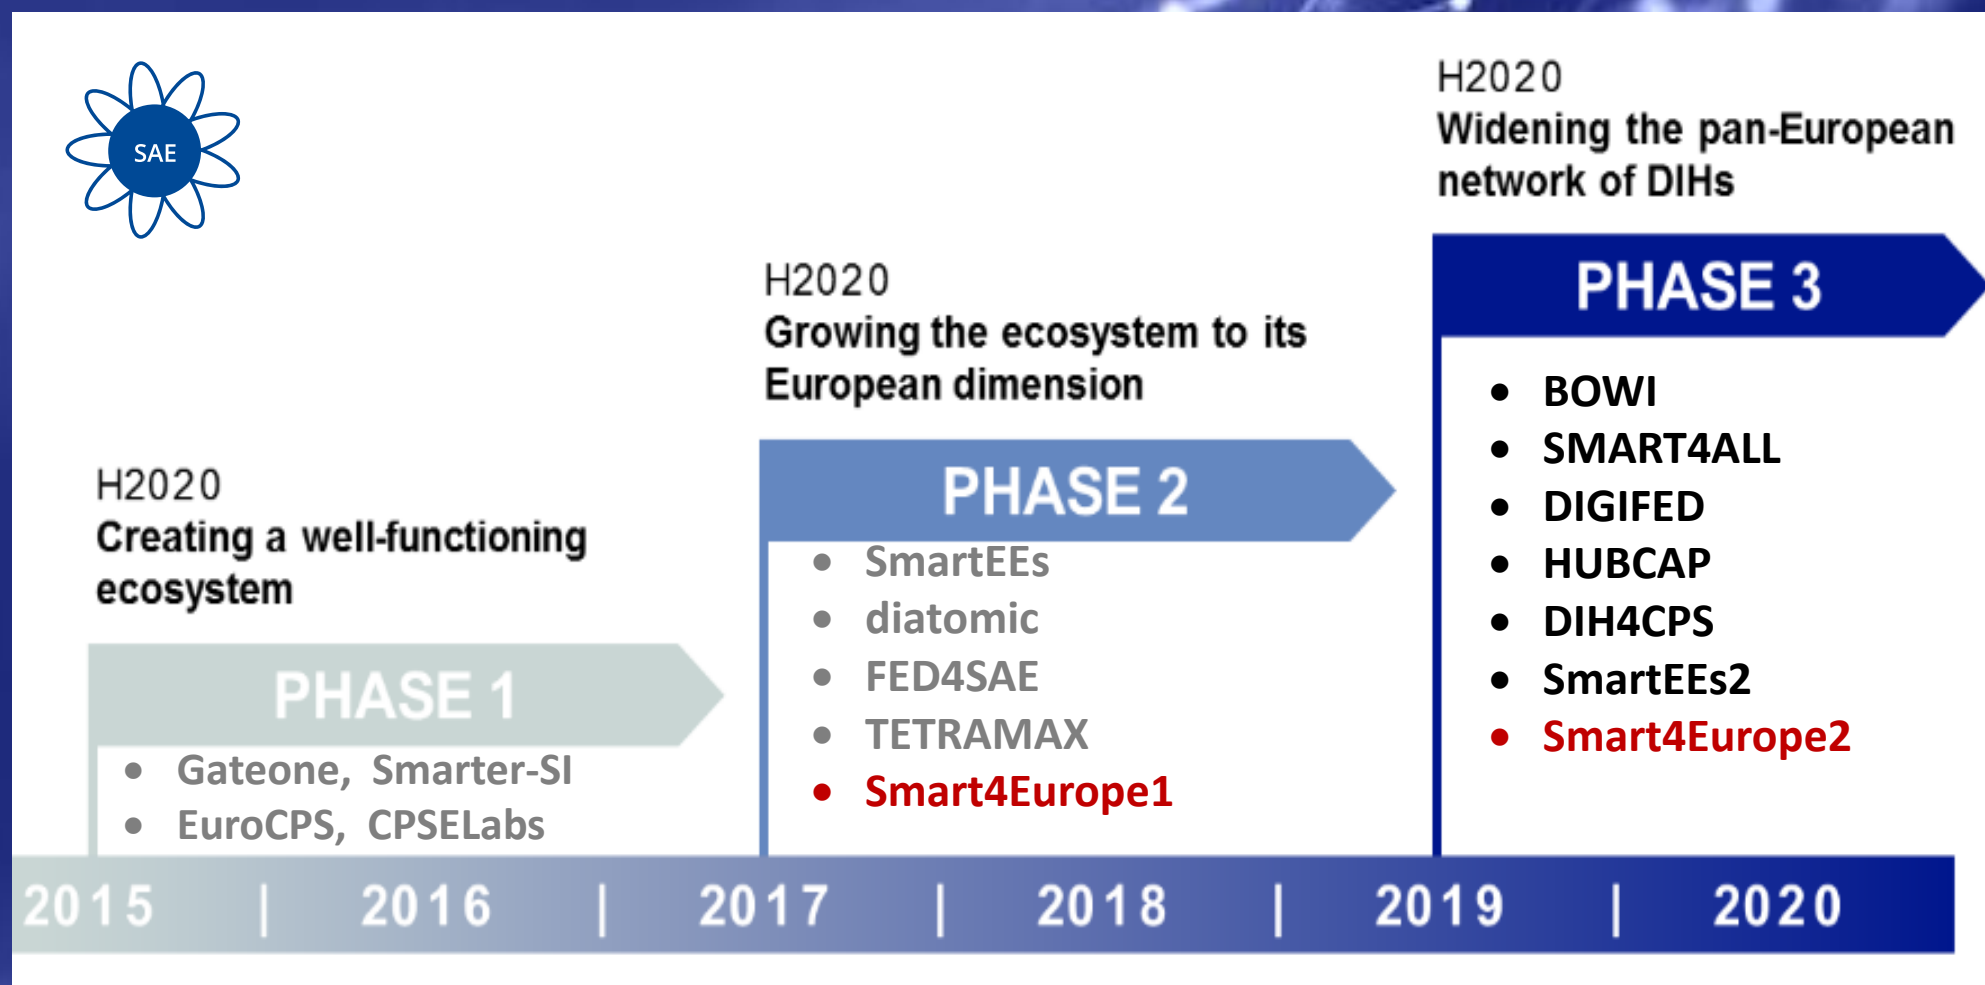 SAE
H2020
Creating a well-functioning
ecosystem
PHASE 1
• Gateone, Smarter-SI
• EuroCPS, CPSELabs
H2020
Growing the ecosystem to its
European dimension
PHASE 2
• SmartEEs
• diatomic
• FED4SAE
• TETRAMAX
• Smart4Europe1
H2020
Widening the pan-European
network of DIHs
PHASE 3
• BOWI
• SMART4ALL
• DIGIFED
• HUBCAP
• DIH4CPS
• SmartEEs2
• Smart4Europe2
2015 | 2016 | 2017 | 2018 | 2019 | 2020